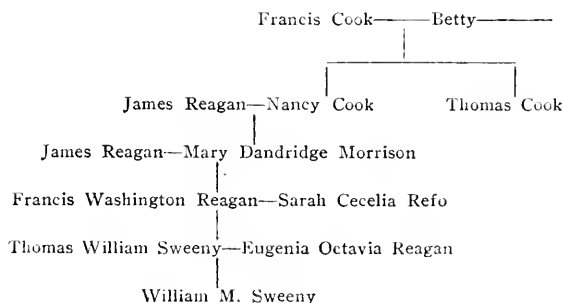 Francis Cook—Betty———
James Reagan—Nancy Cook Thomas Cook
James Reagan—Mary Dandridge Morrison
Francis Washington Reagan—Sarah Cecelia Refo
Thomas William Sweeny—Eugenia Octavia Reagan
William M. Sweeny